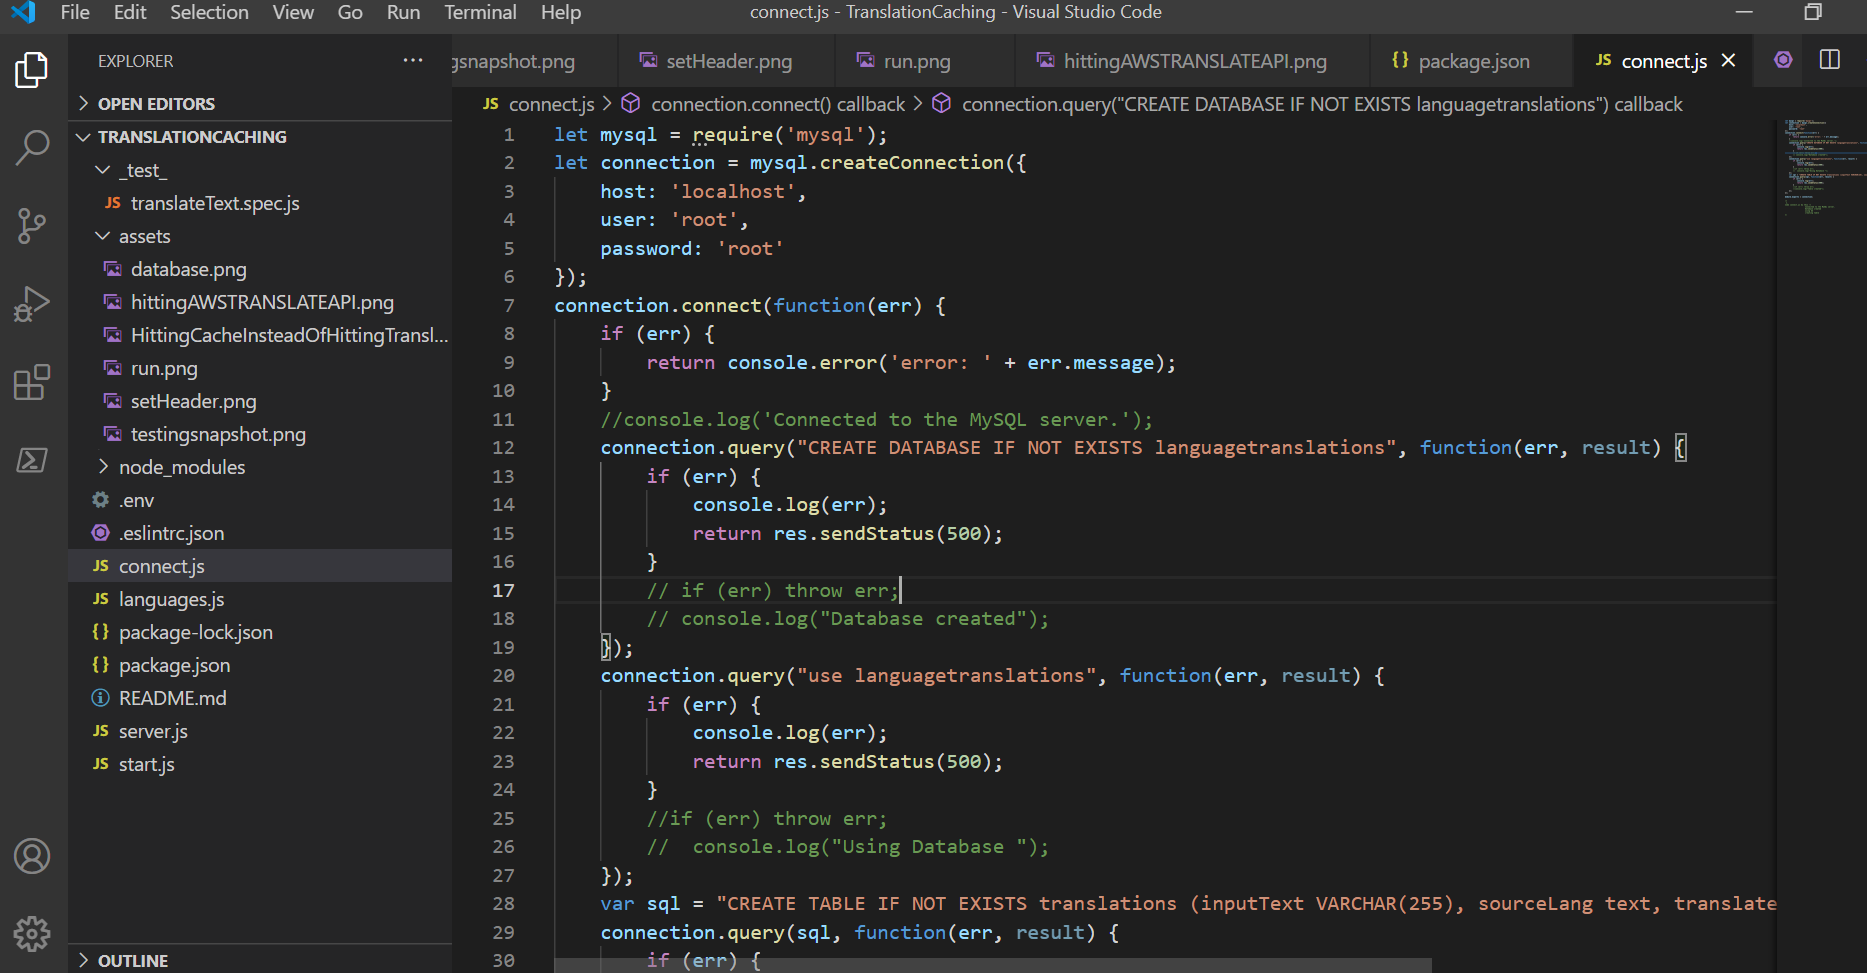 File Edit Selection View Go Run Terminal Help connect.js - TranslationCaching - Visual Studio Code
EXPLORER ···
OPEN EDITORS
TRANSLATIONCACHING
_test_
JS translateText.spec.js
assets
database.png
hittingAWSTRANSLATEAPI.png
HittingCacheInsteadOfHittingTransl...
run.png
setHeader.png
testingsnapshot.png
node_modules
.env
.eslintrc.json
JS connect.js
JS languages.js
{} package-lock.json
{} package.json
README.md
JS server.js
JS start.js
OUTLINE
gsnapshot.png setHeader.png run.png hittingAWSTRANSLATEAPI.png {} package.json JS connect.js
JS connect.js > connection.connect() callback > connection.query("CREATE DATABASE IF NOT EXISTS languagetranslations") callback
1 let mysql = require('mysql');
2 let connection = mysql.createConnection({
3 host: 'localhost',
4 user: 'root',
5 password: 'root'
6 });
7 connection.connect(function(err) {
8 if (err) {
9 return console.error('error: ' + err.message);
10 }
11 //console.log('Connected to the MySQL server.');
12 connection.query("CREATE DATABASE IF NOT EXISTS languagetranslations", function(err, result) {
13 if (err) {
14 console.log(err);
15 return res.sendStatus(500);
16 }
17 // if (err) throw err;
18 // console.log("Database created");
19 });
20 connection.query("use languagetranslations", function(err, result) {
21 if (err) {
22 console.log(err);
23 return res.sendStatus(500);
24 }
25 //if (err) throw err;
26 //  console.log("Using Database ");
27 });
28 var sql = "CREATE TABLE IF NOT EXISTS translations (inputText VARCHAR(255), sourceLang text, translate
29 connection.query(sql, function(err, result) {
30 if (err) {